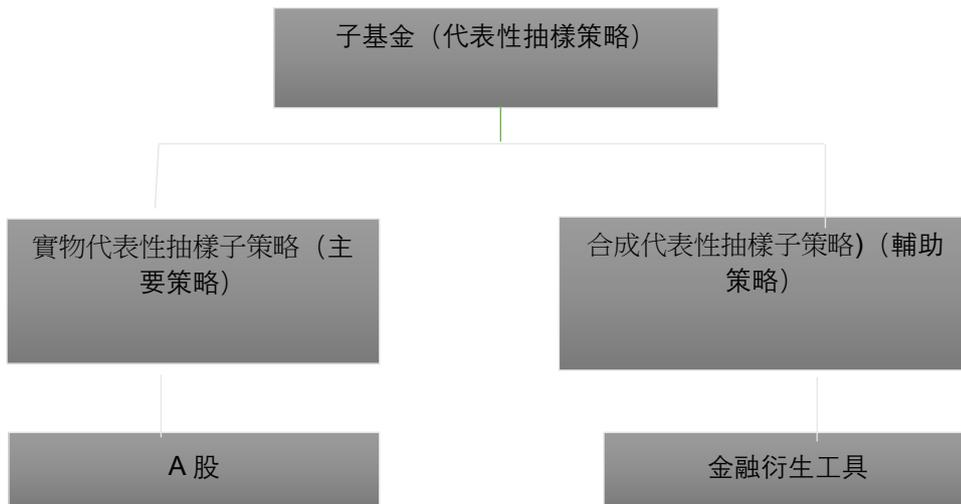 子基金（代表性抽樣策略）
實物代表性抽樣子策略（主
要策略）
合成代表性抽樣子策略)（輔助
策略）
A 股
金融衍生工具